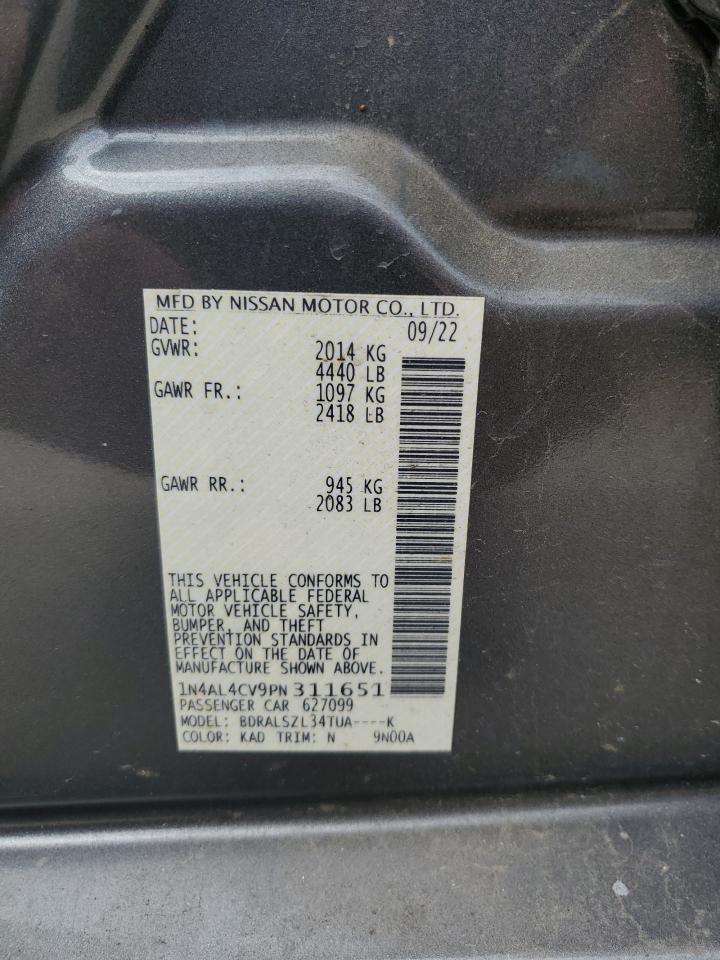 MFD BY NISSAN MOTOR CO., LTD.
DATE: 09/22
GVWR: 2014 KG
4440 LB
GAWR FR.: 1097 KG
2418 LB
GAWR RR.: 945 KG
2083 LB
THIS VEHICLE CONFORMS TO
ALL APPLICABLE FEDERAL
MOTOR VEHICLE SAFETY,
BUMPER, AND THEFT
PREVENTION STANDARDS IN
EFFECT ON THE DATE OF
MANUFACTURE SHOWN ABOVE.
1N4AL4CV9PN311651
PASSENGER CAR 627099
MODEL: BDRALSZL34TUA----K
COLOR: KAD TRIM: N 9N00A